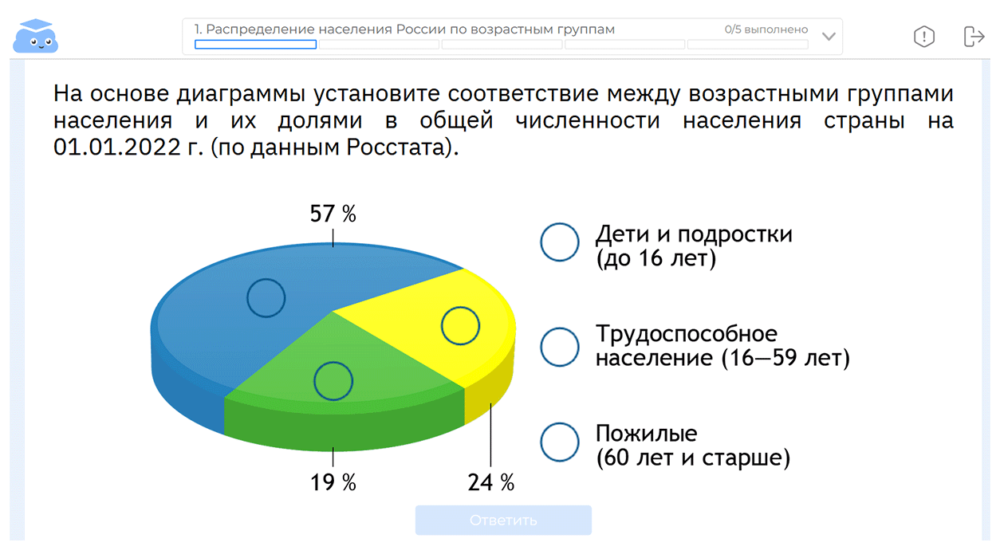 1. Распределение населения России по возрастным группам
0/5 выполнено
На основе диаграммы установите соответствие между возрастными группами
населения и их долями в общей численности населения страны на
01.01.2022 г. (по данным Росстата).
57 %
Дети и подростки
(до 16 лет)
Трудоспособное
население (16—59 лет)
Пожилые
(60 лет и старше)
19 %
24 %
Ответить